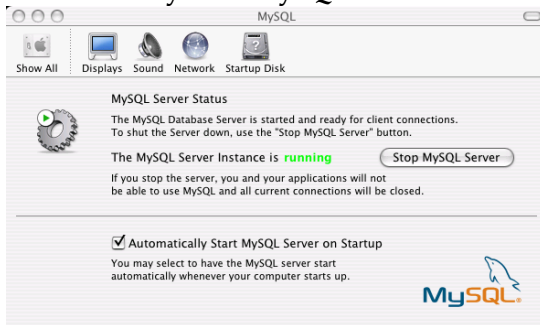 MySQL
Show All Displays Sound Network Startup Disk
MySQL Server Status
The MySQL Database Server is started and ready for client connections.
To shut the Server down, use the "Stop MySQL Server" button.
The MySQL Server Instance is running Stop MySQL Server
If you stop the server, you and your applications will not
be able to use MySQL and all current connections will be closed.
Automatically Start MySQL Server on Startup
You may select to have the MySQL server start
automatically whenever your computer starts up.
MySQL.